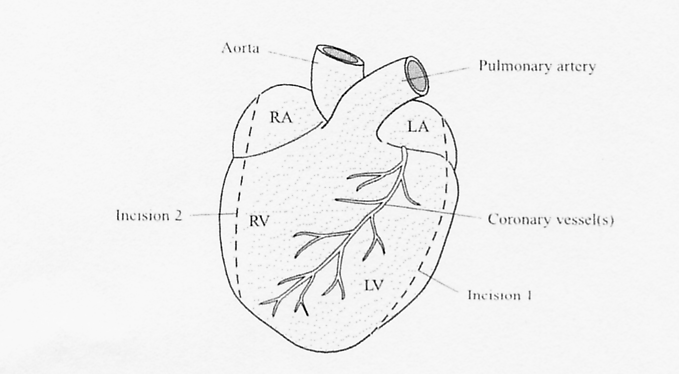 Aorta
Pulmonary artery
RA
LA
Incision 2
RV
Coronary vessel(s)
LV
Incision 1